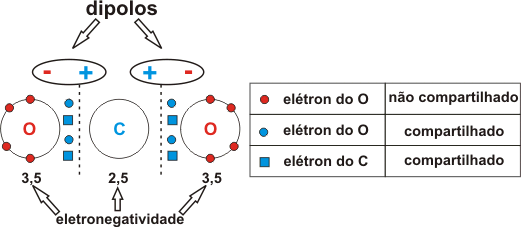 dipolos
- + + -
O C O
3,5 2,5 3,5
eletronegatividade
elétron do O não compartilhado
elétron do O compartilhado
elétron do C compartilhado